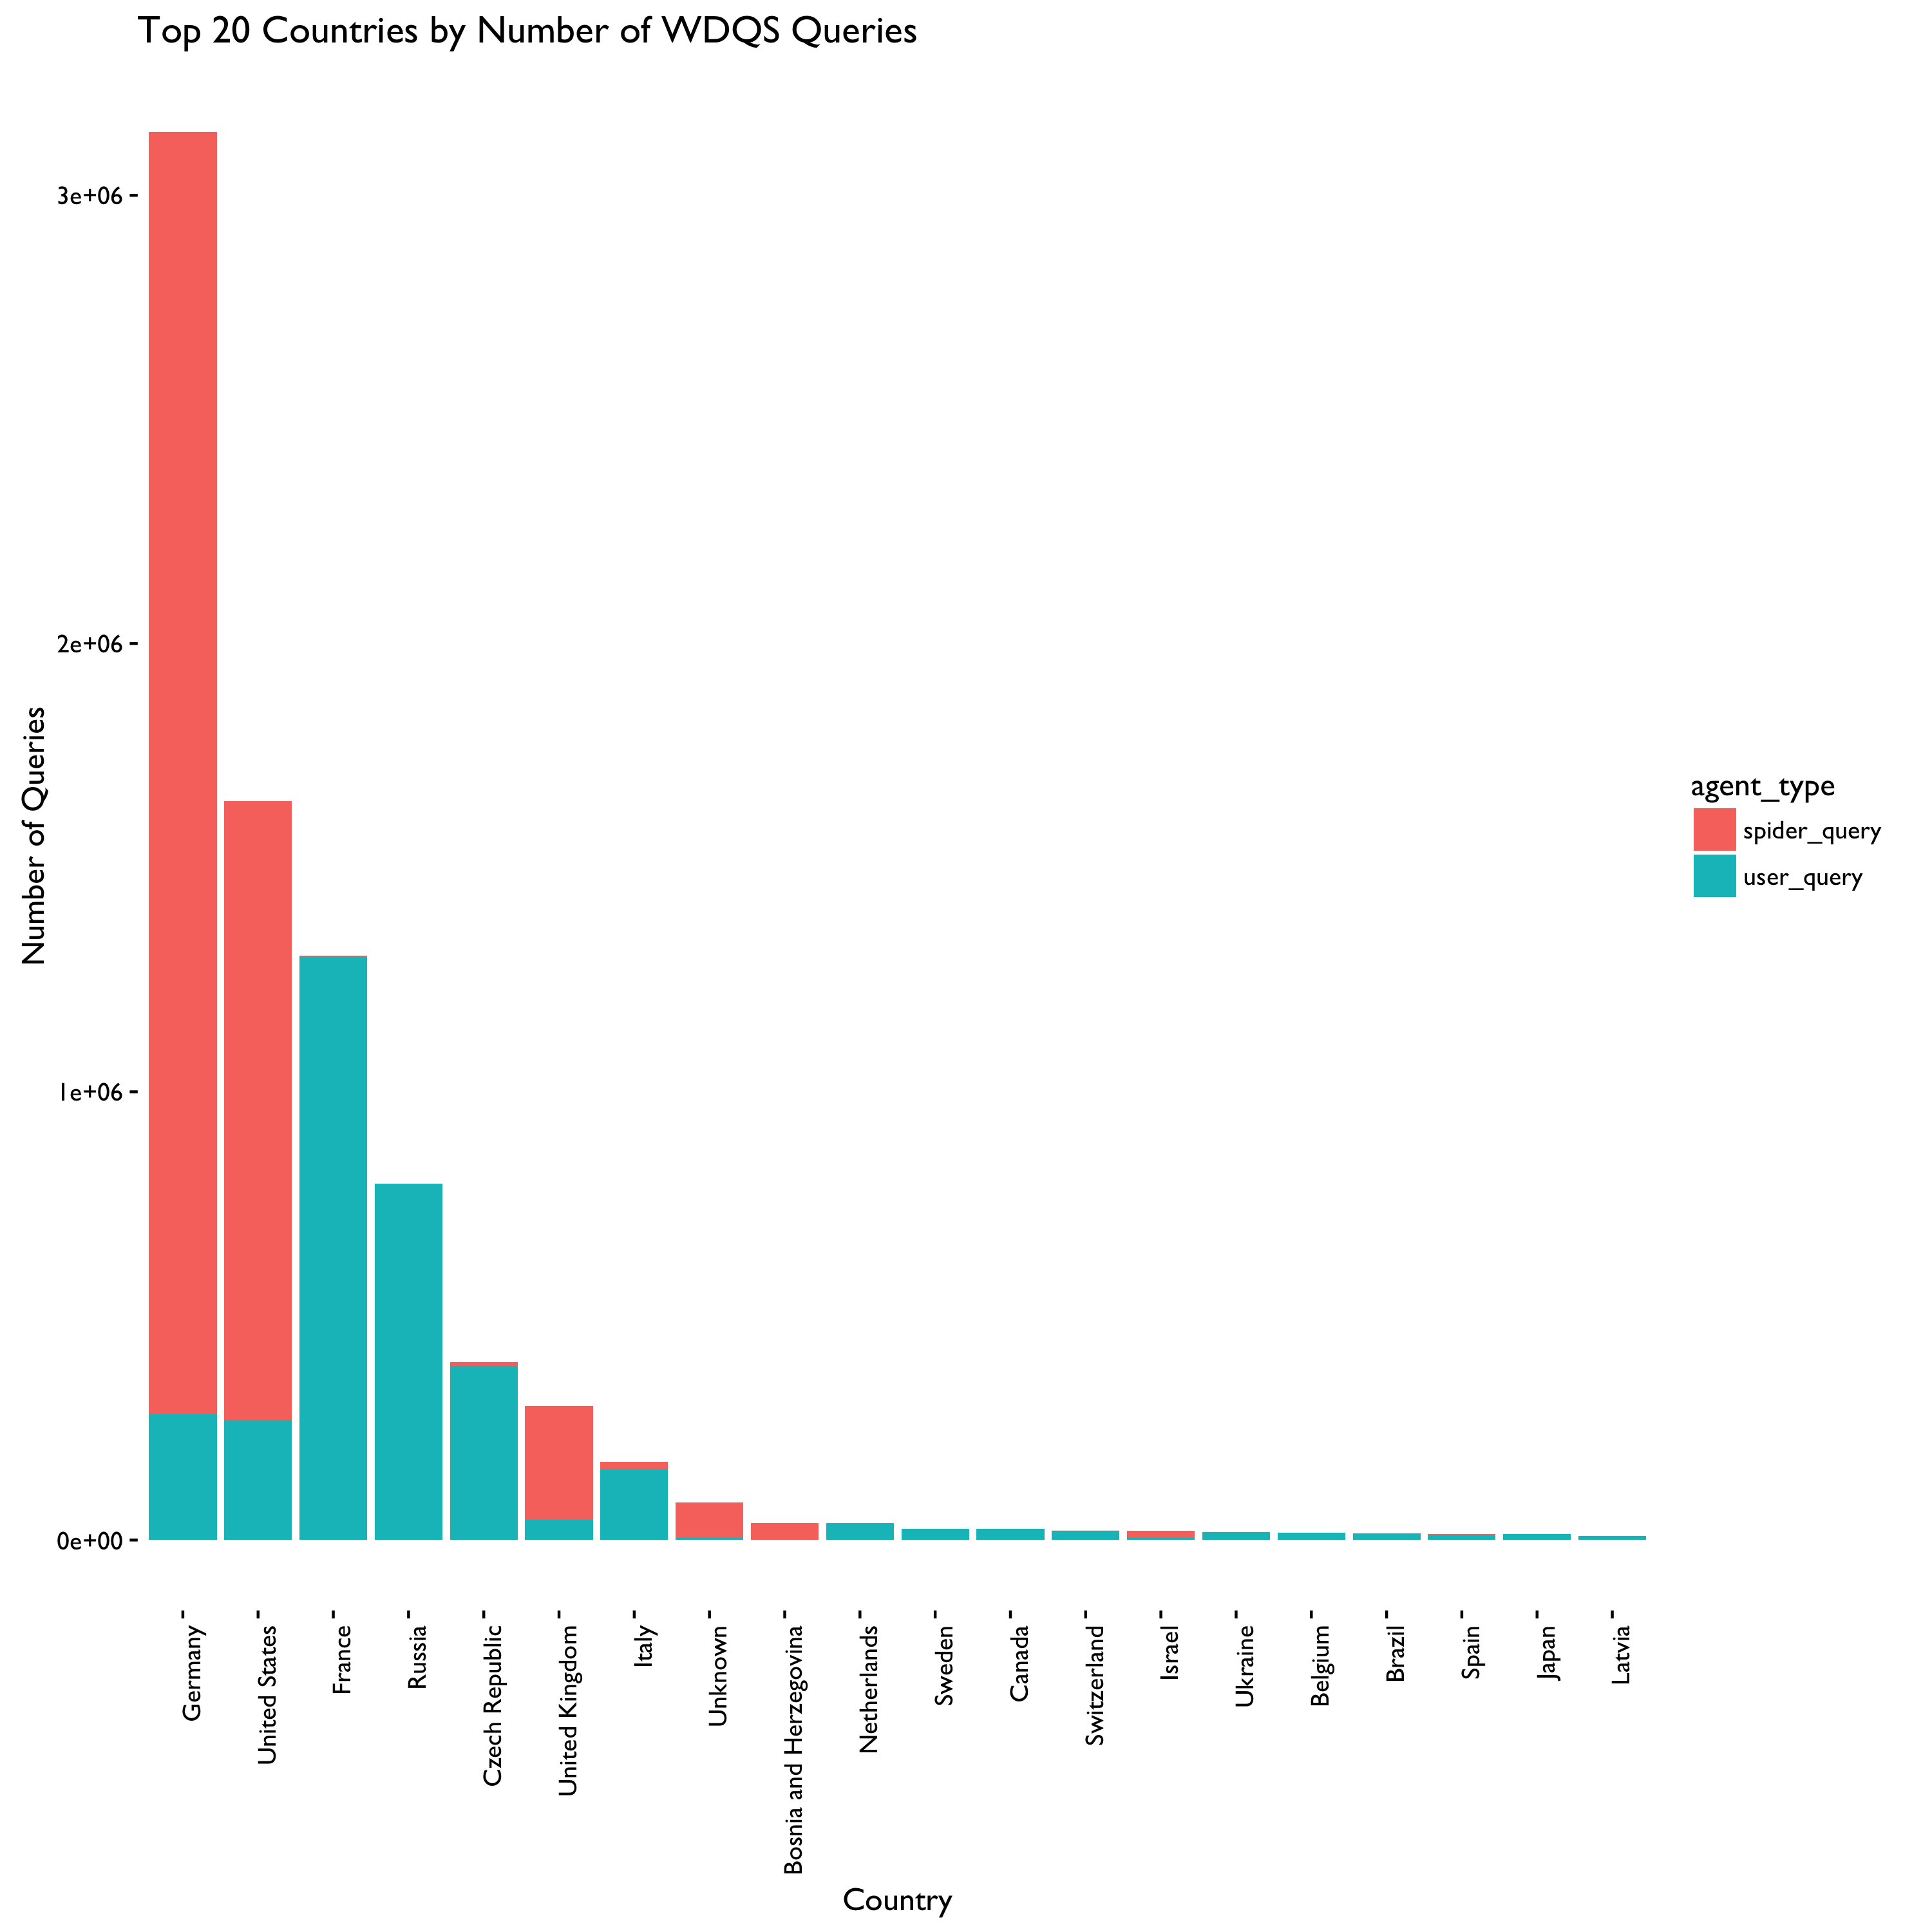 Top 20 Countries by Number of WDQS Queries
Number of Queries
3e+06
2e+06
1e+06
0e+00
Germany
United States
France
Russia
Czech Republic
United Kingdom
Italy
Unknown
Bosnia and Herzegovina
Netherlands
Sweden
Canada
Switzerland
Israel
Ukraine
Belgium
Brazil
Spain
Japan
Latvia
Country
agent_type
spider_query
user_query